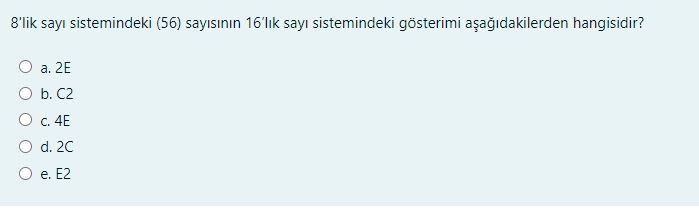 8'lik sayı sistemindeki (56) sayısının 16'lık sayı sistemindeki gösterimi aşağıdakilerden hangisidir?
a. 2E
b. C2
c. 4E
d. 2C
e. E2